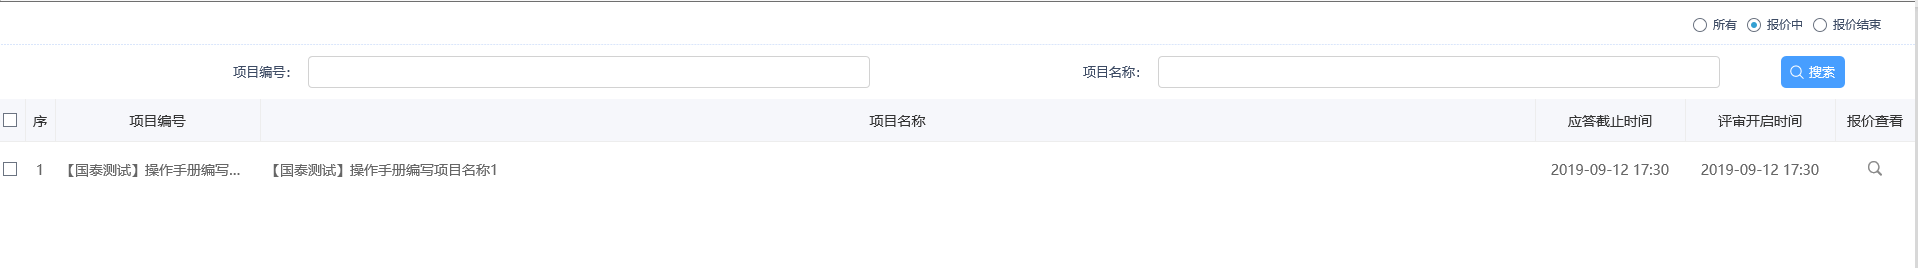 所有 报价中 报价结束
项目编号： 项目名称： 搜索
序 项目编号 项目名称 应答截止时间 评审开启时间 报价查看
1 【国泰测试】操作手册编写... 【国泰测试】操作手册编写项目名称1 2019-09-12 17:30 2019-09-12 17:30